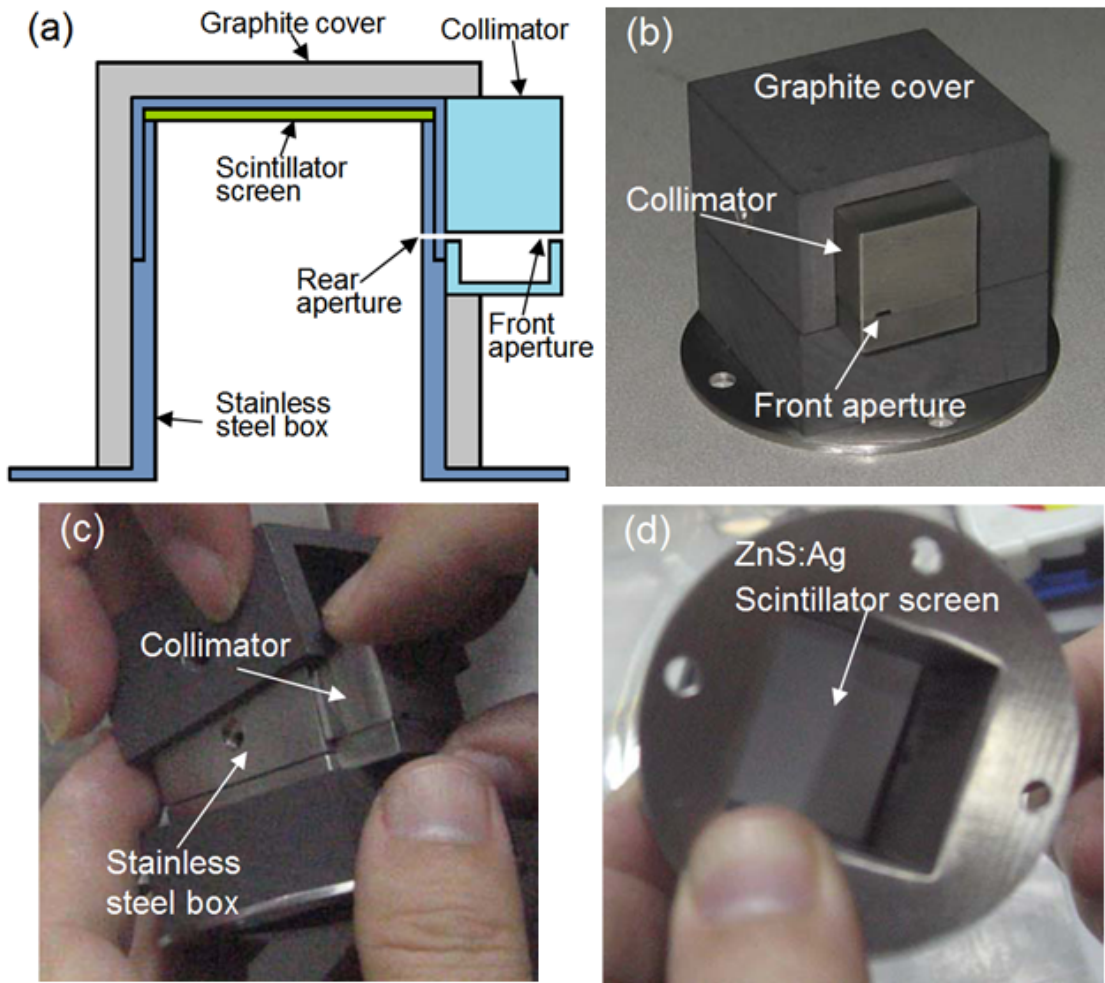 (a)
Graphite cover
Collimator
Scintillator
screen
Rear
aperture
Front
aperture
Stainless
steel box
(b)
Graphite cover
Collimator
Front aperture
(c)
Collimator
Stainless
steel box
(d)
ZnS:Ag
Scintillator screen